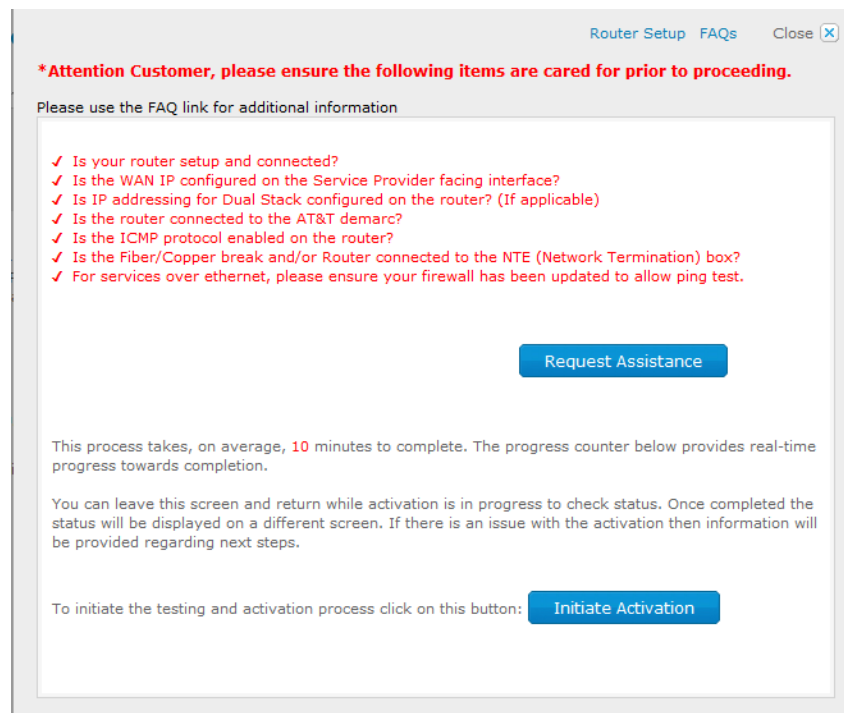 Router Setup FAQs Close
*Attention Customer, please ensure the following items are cared for prior to proceeding.
Please use the FAQ link for additional information
✓ Is your router setup and connected?
✓ Is the WAN IP configured on the Service Provider facing interface?
✓ Is IP addressing for Dual Stack configured on the router? (If applicable)
✓ Is the router connected to the AT&T demarc?
✓ Is the ICMP protocol enabled on the router?
✓ Is the Fiber/Copper break and/or Router connected to the NTE (Network Termination) box?
✓ For services over ethernet, please ensure your firewall has been updated to allow ping test.
Request Assistance
This process takes, on average, 10 minutes to complete. The progress counter below provides real-time
progress towards completion.
You can leave this screen and return while activation is in progress to check status. Once completed the
status will be displayed on a different screen. If there is an issue with the activation then information will
be provided regarding next steps.
To initiate the testing and activation process click on this button: Initiate Activation